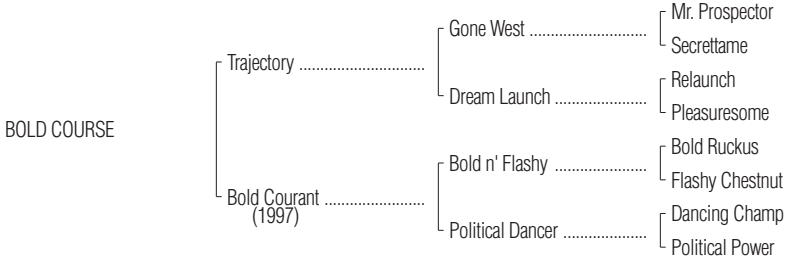 Mr. Prospector
Gone West ............................
Secrettame
Trajectory ..............................
Relaunch
Dream Launch ......................
Pleasuresome
BOLD COURSE
Bold Ruckus
Bold n' Flashy ......................
Flashy Chestnut
Bold Courant ........................
(1997)
Dancing Champ
Political Dancer ....................
Political Power